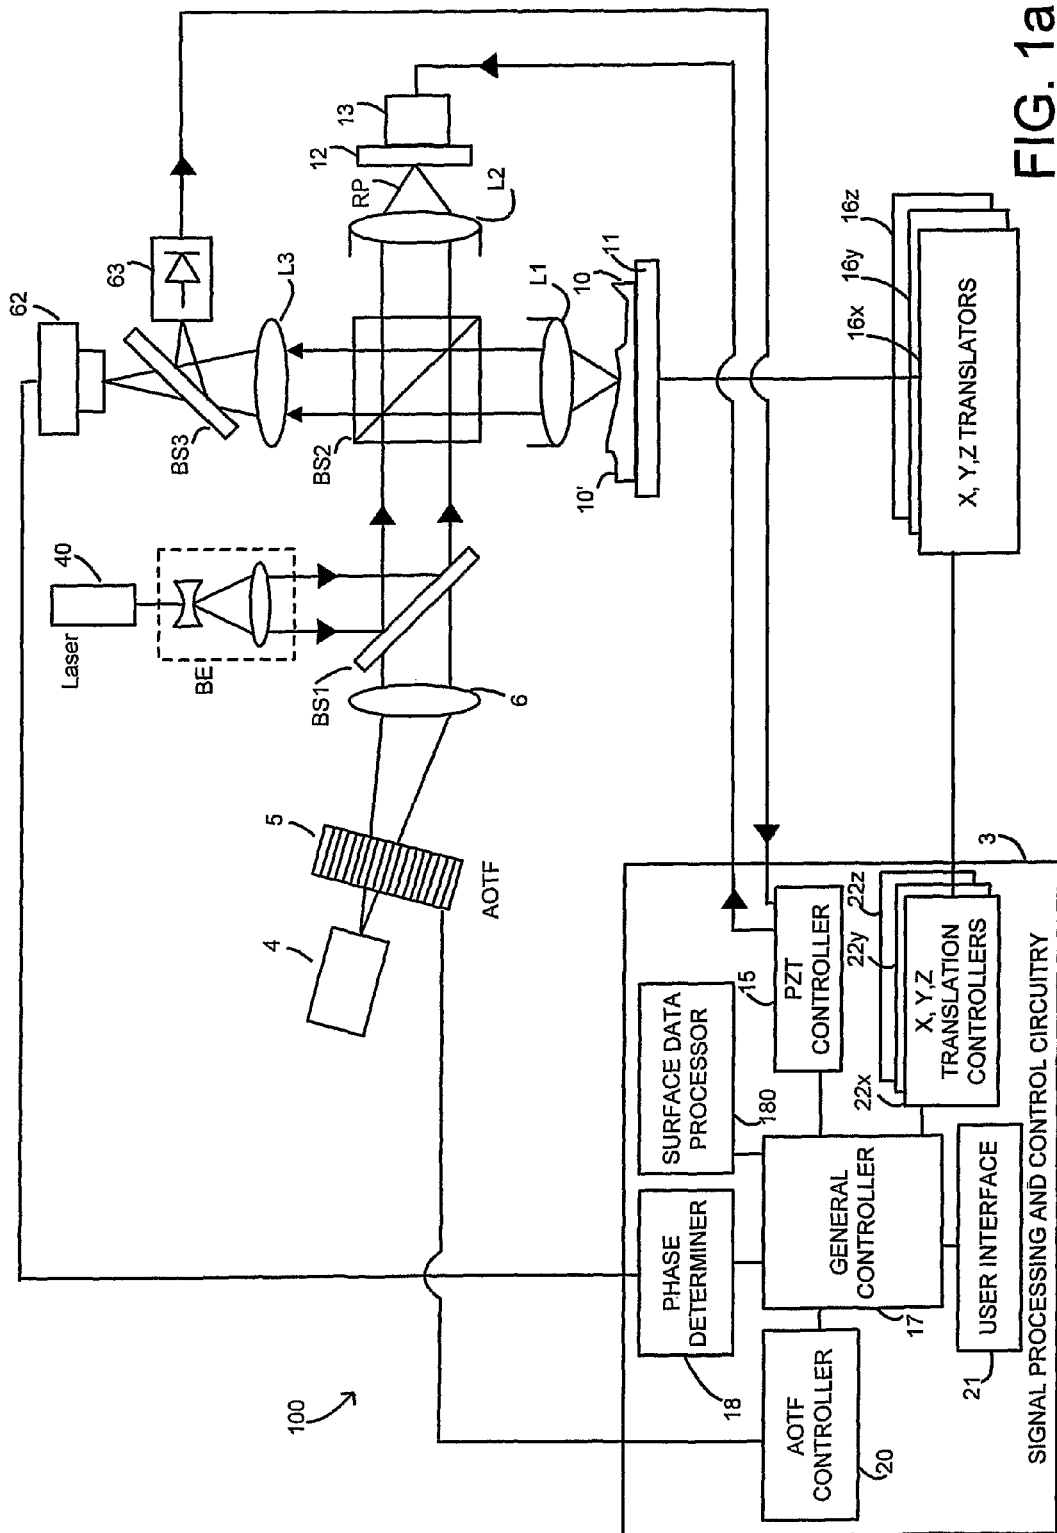 FIG. 1a
62
63
13
12
RP
L2
BS3
L3
40
Laser
BE
BS2
BS1
6
5
AOTF
4
L1
10
11
10'
16z
16y
16x
X, Y,Z TRANSLATORS
100
3
SIGNAL PROCESSING AND CONTROL CIRCUITRY
PHASE
DETERMINER
18
SURFACE DATA
PROCESSOR
180
PZT
CONTROLLER
15
22z
22y
22x
X, Y,Z
TRANSLATION
CONTROLLERS
GENERAL
CONTROLLER
17
AOTF
CONTROLLER
20
USER INTERFACE
21